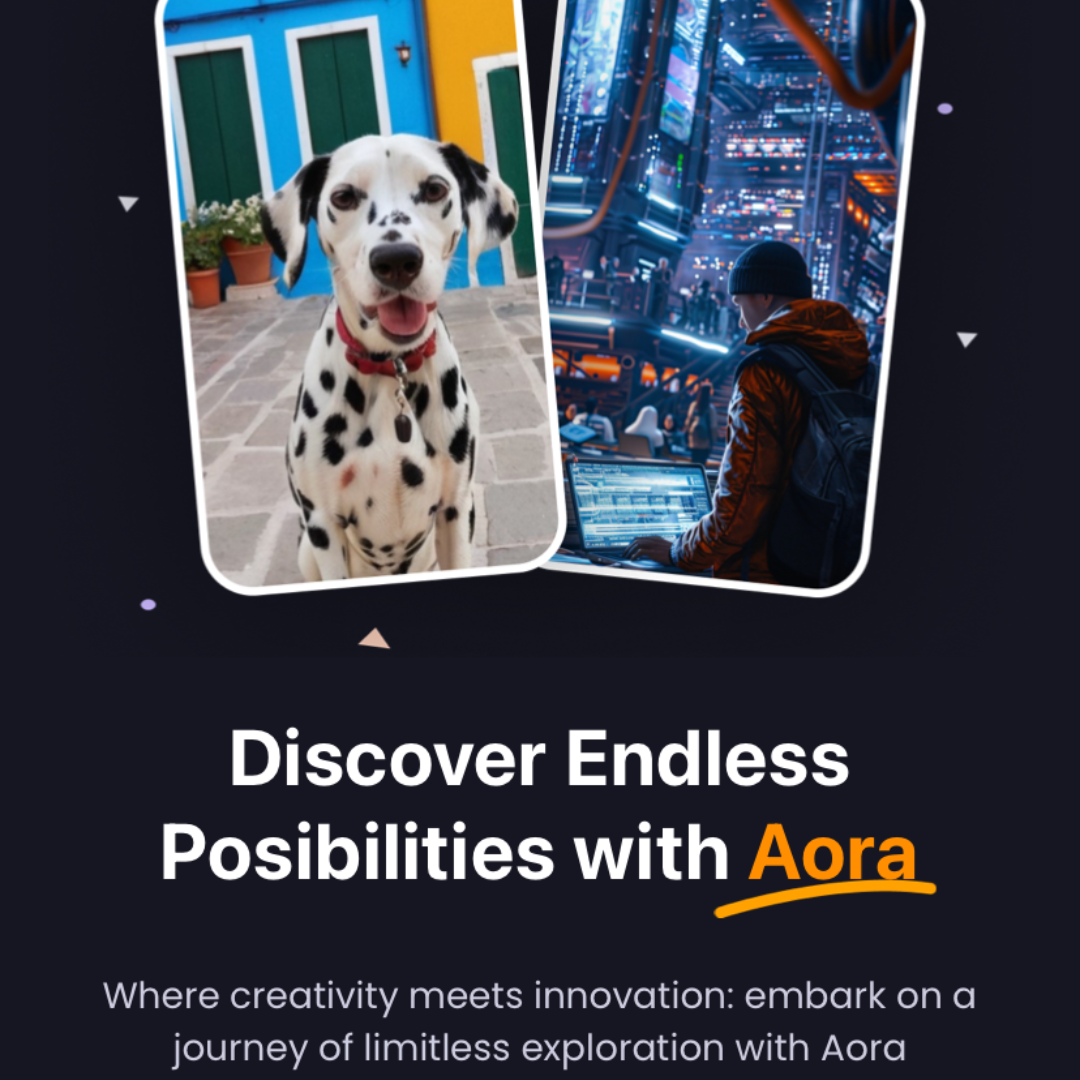 Discover Endless
Posibilities with Aora
Where creativity meets innovation: embark on a
journey of limitless exploration with Aora